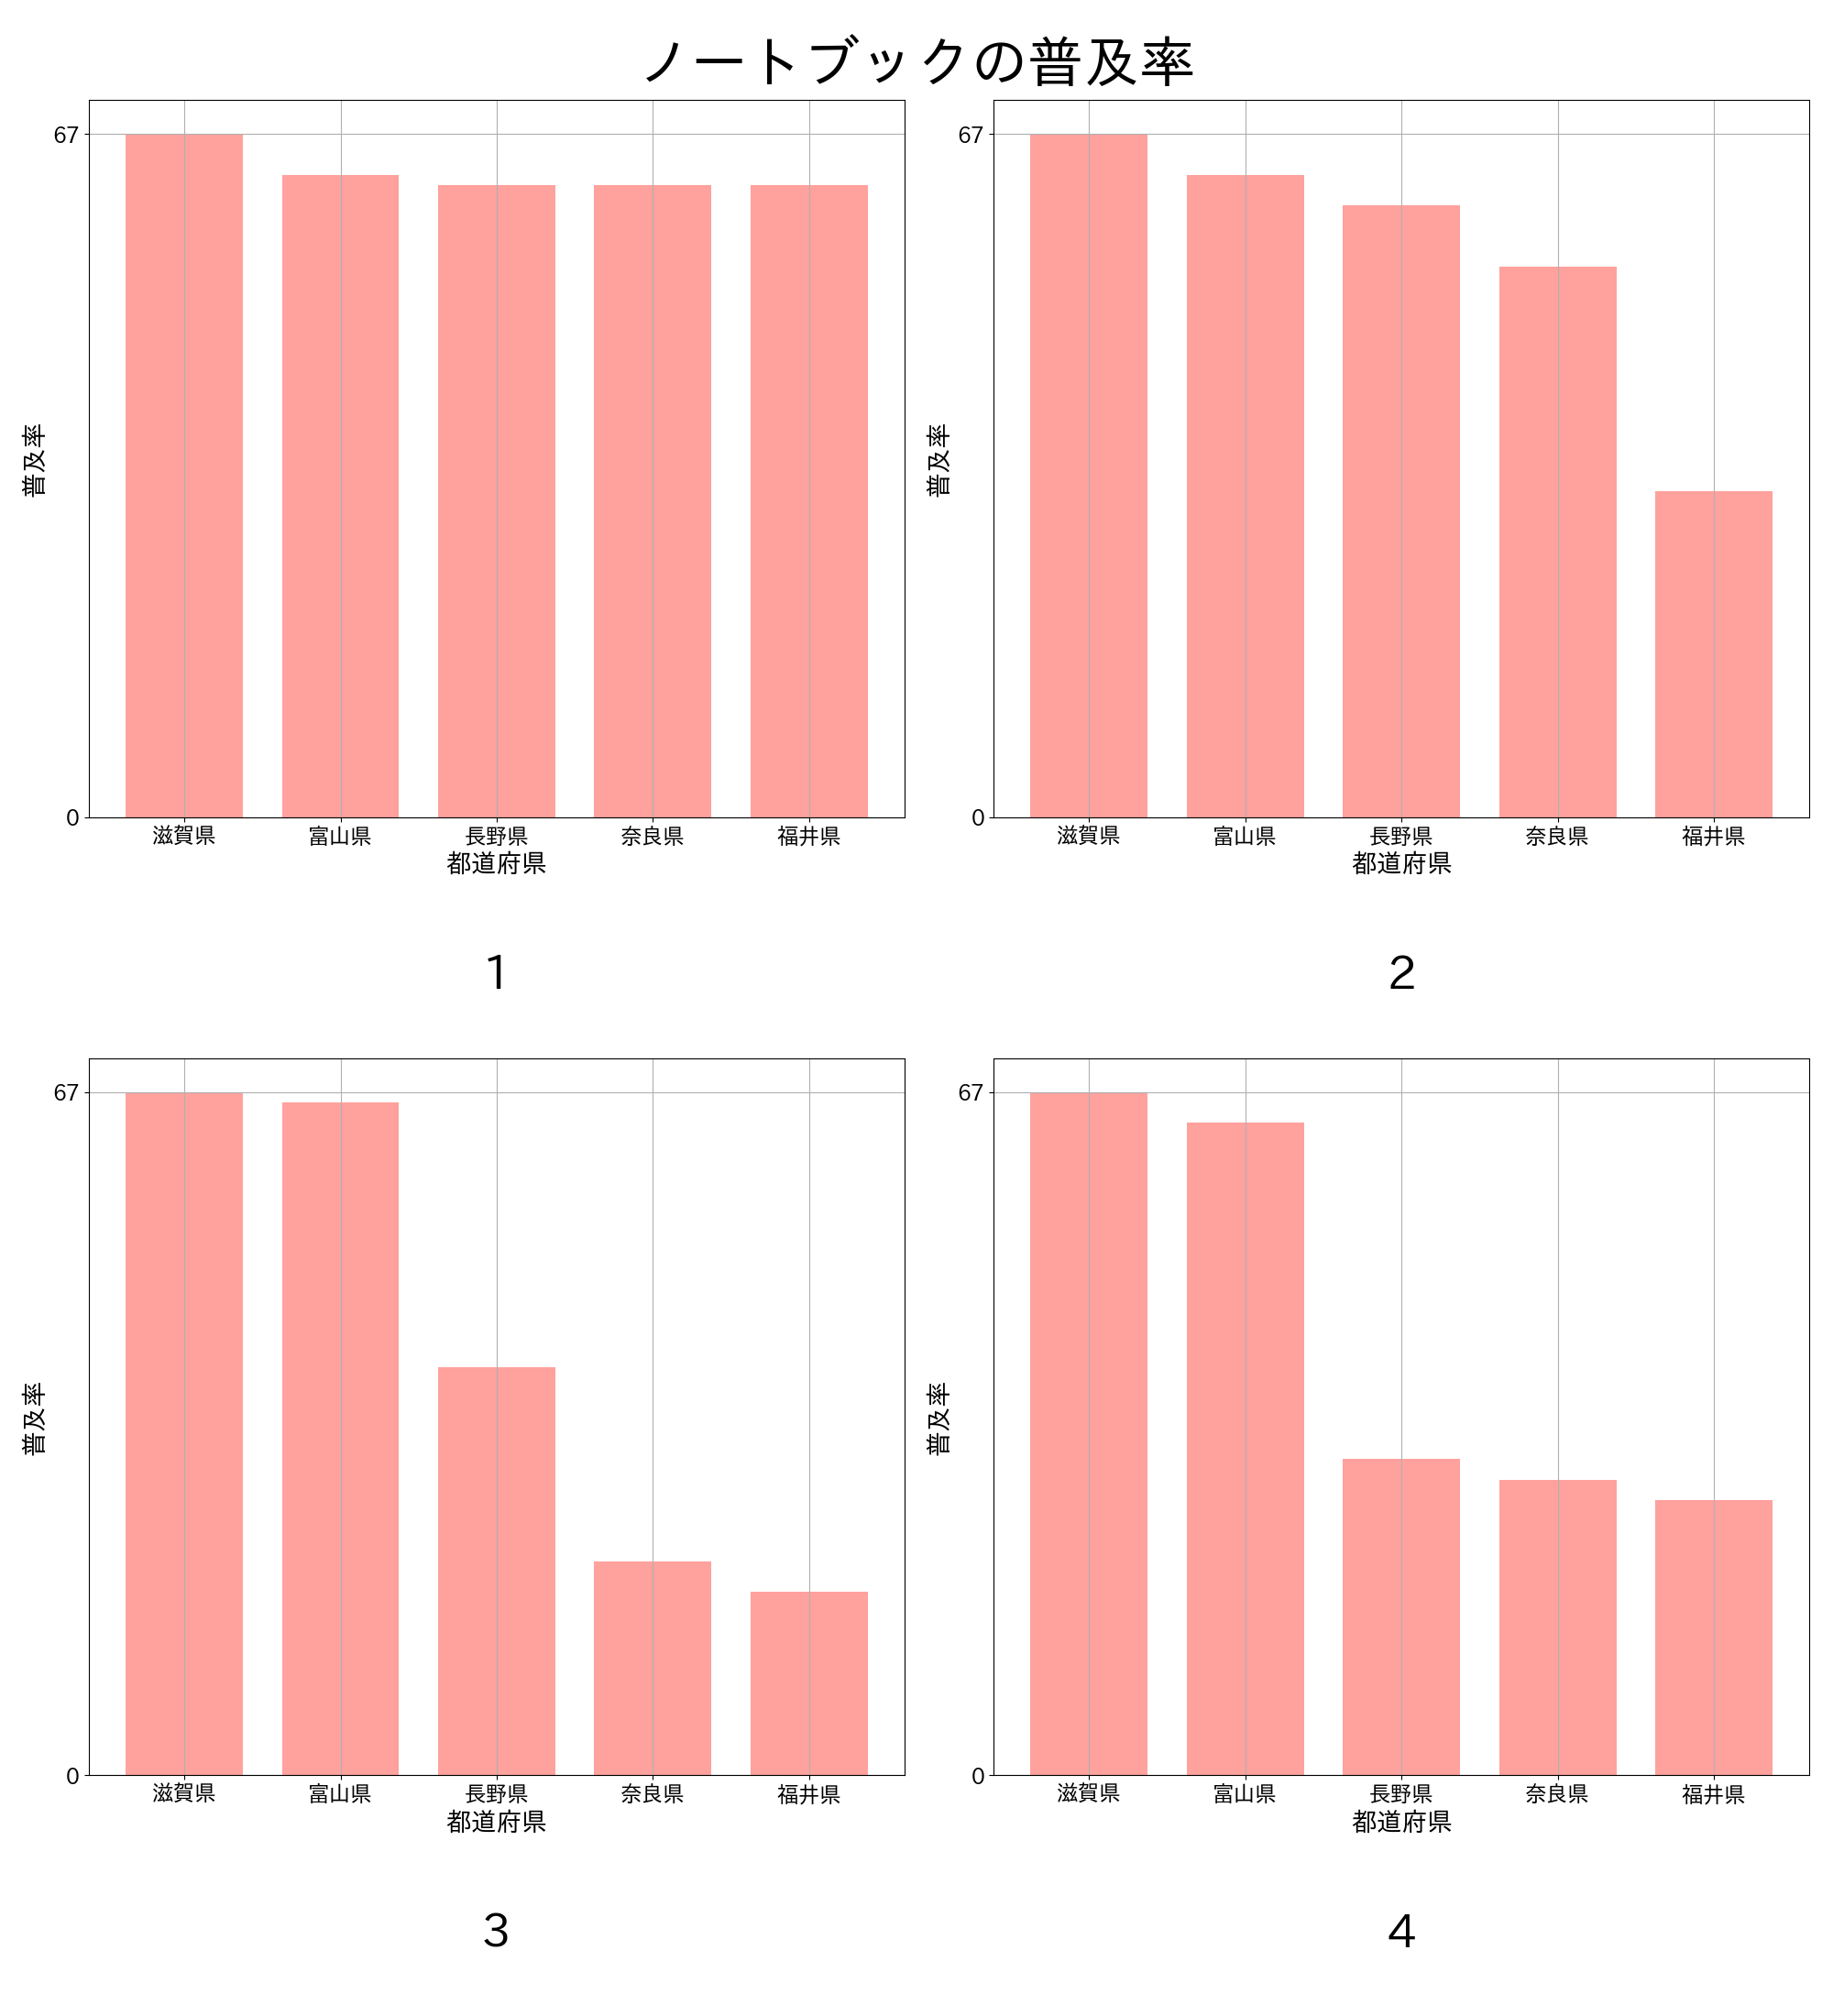 ノートブックの普及率
67
0
普及率
滋賀県 富山県 長野県 奈良県 福井県
都道府県
1
67
0
普及率
滋賀県 富山県 長野県 奈良県 福井県
都道府県
2
67
0
普及率
滋賀県 富山県 長野県 奈良県 福井県
都道府県
3
67
0
普及率
滋賀県 富山県 長野県 奈良県 福井県
都道府県
4